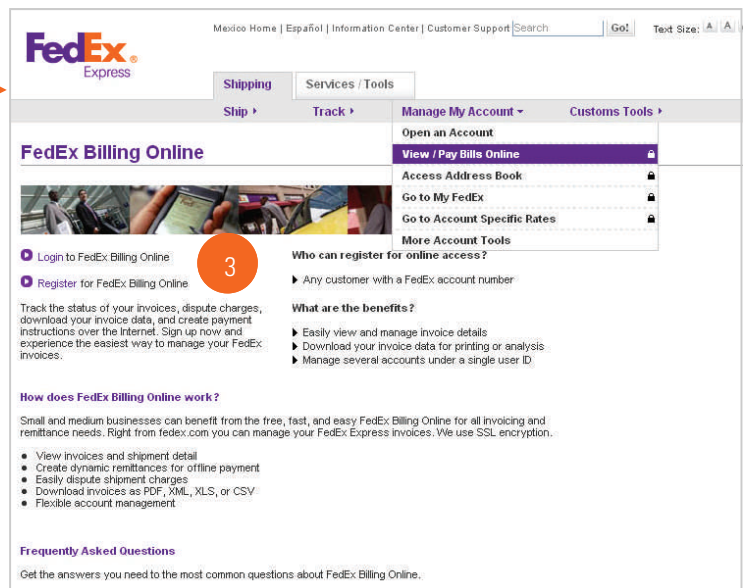 Mexico Home | Español | Information Center | Customer Support Search Go! Text Size: A A
FedEx®
Express
Shipping Services / Tools
Ship Track Manage My Account Customs Tools
Open an Account
View / Pay Bills Online
Access Address Book
Go to My FedEx
Go to Account Specific Rates
More Account Tools
FedEx Billing Online
Login to FedEx Billing Online
Register for FedEx Billing Online
3
Track the status of your invoices, dispute charges,
download your invoice data, and create payment
instructions over the Internet. Sign up now and
experience the easiest way to manage your FedEx
invoices.
Who can register for online access?
Any customer with a FedEx account number
What are the benefits?
Easily view and manage invoice details
Download your invoice data for printing or analysis
Manage several accounts under a single user ID
How does FedEx Billing Online work?
Small and medium businesses can benefit from the free, fast, and easy FedEx Billing Online for all invoicing and
remittance needs. Right from fedex.com you can manage your FedEx Express invoices. We use SSL encryption.
• View invoices and shipment detail
• Create dynamic remittances for offline payment
• Easily dispute shipment charges
• Download invoices as PDF, XML, XLS, or CSV
• Flexible account management
Frequently Asked Questions
Get the answers you need to the most common questions about FedEx Billing Online.